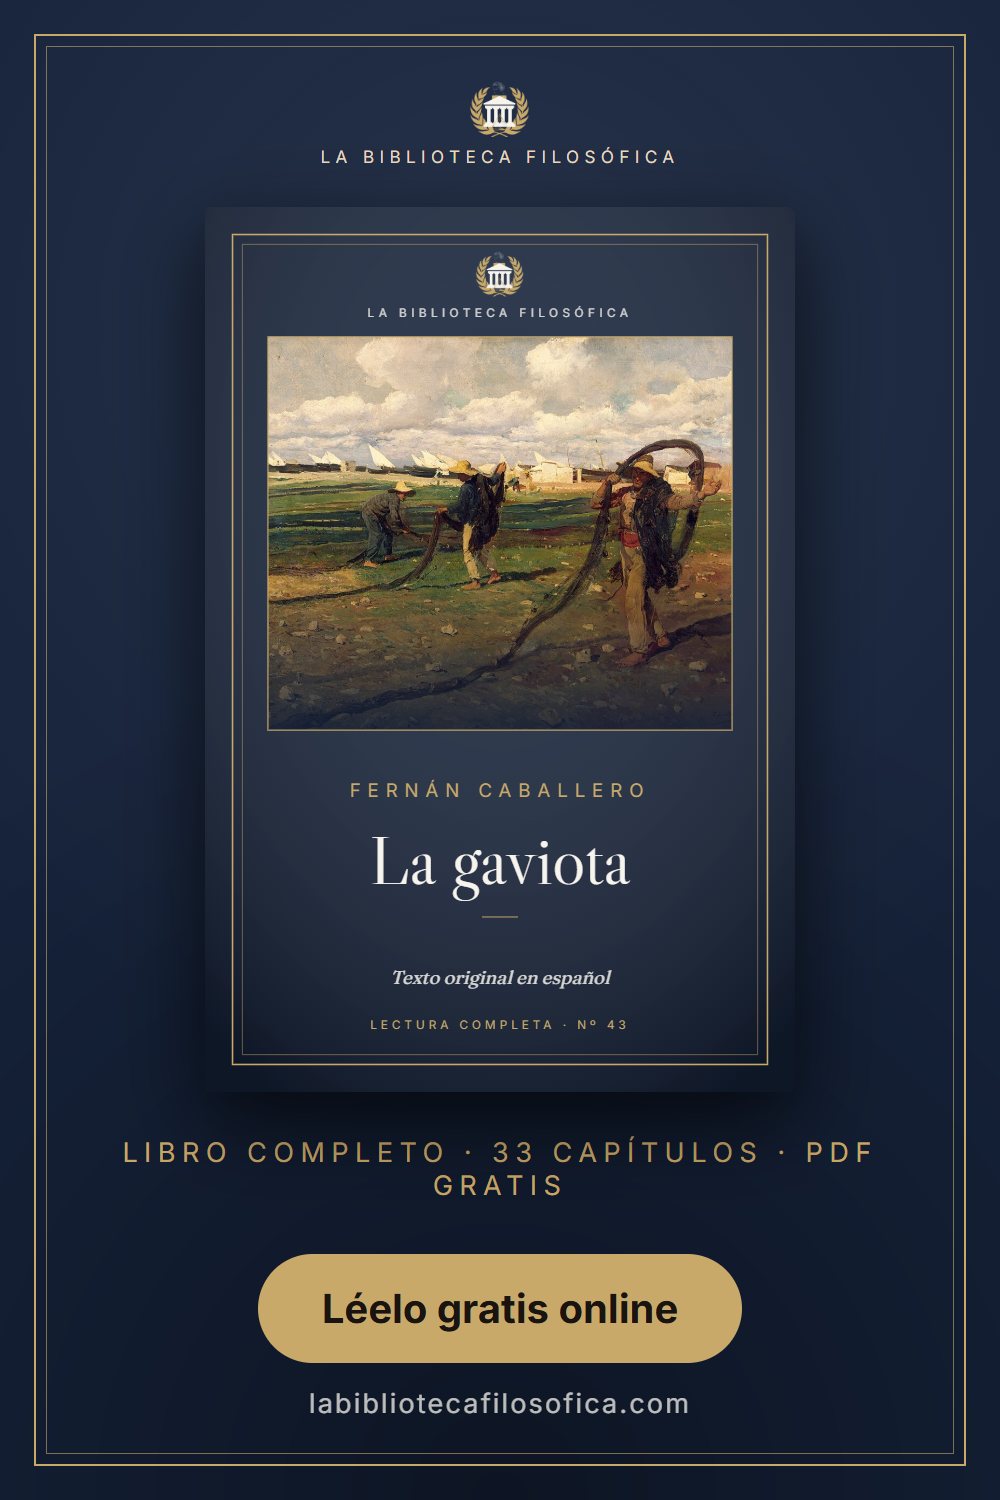 LA BIBLIOTECA FILOSÓFICA
LA BIBLIOTECA FILOSÓFICA
FERNÁN CABALLERO
La gaviota
Texto original en español
LECTURA COMPLETA · Nº 43
LIBRO COMPLETO · 33 CAPÍTULOS · PDF
GRATIS
Léelo gratis online
labibliotecafilosofica.com